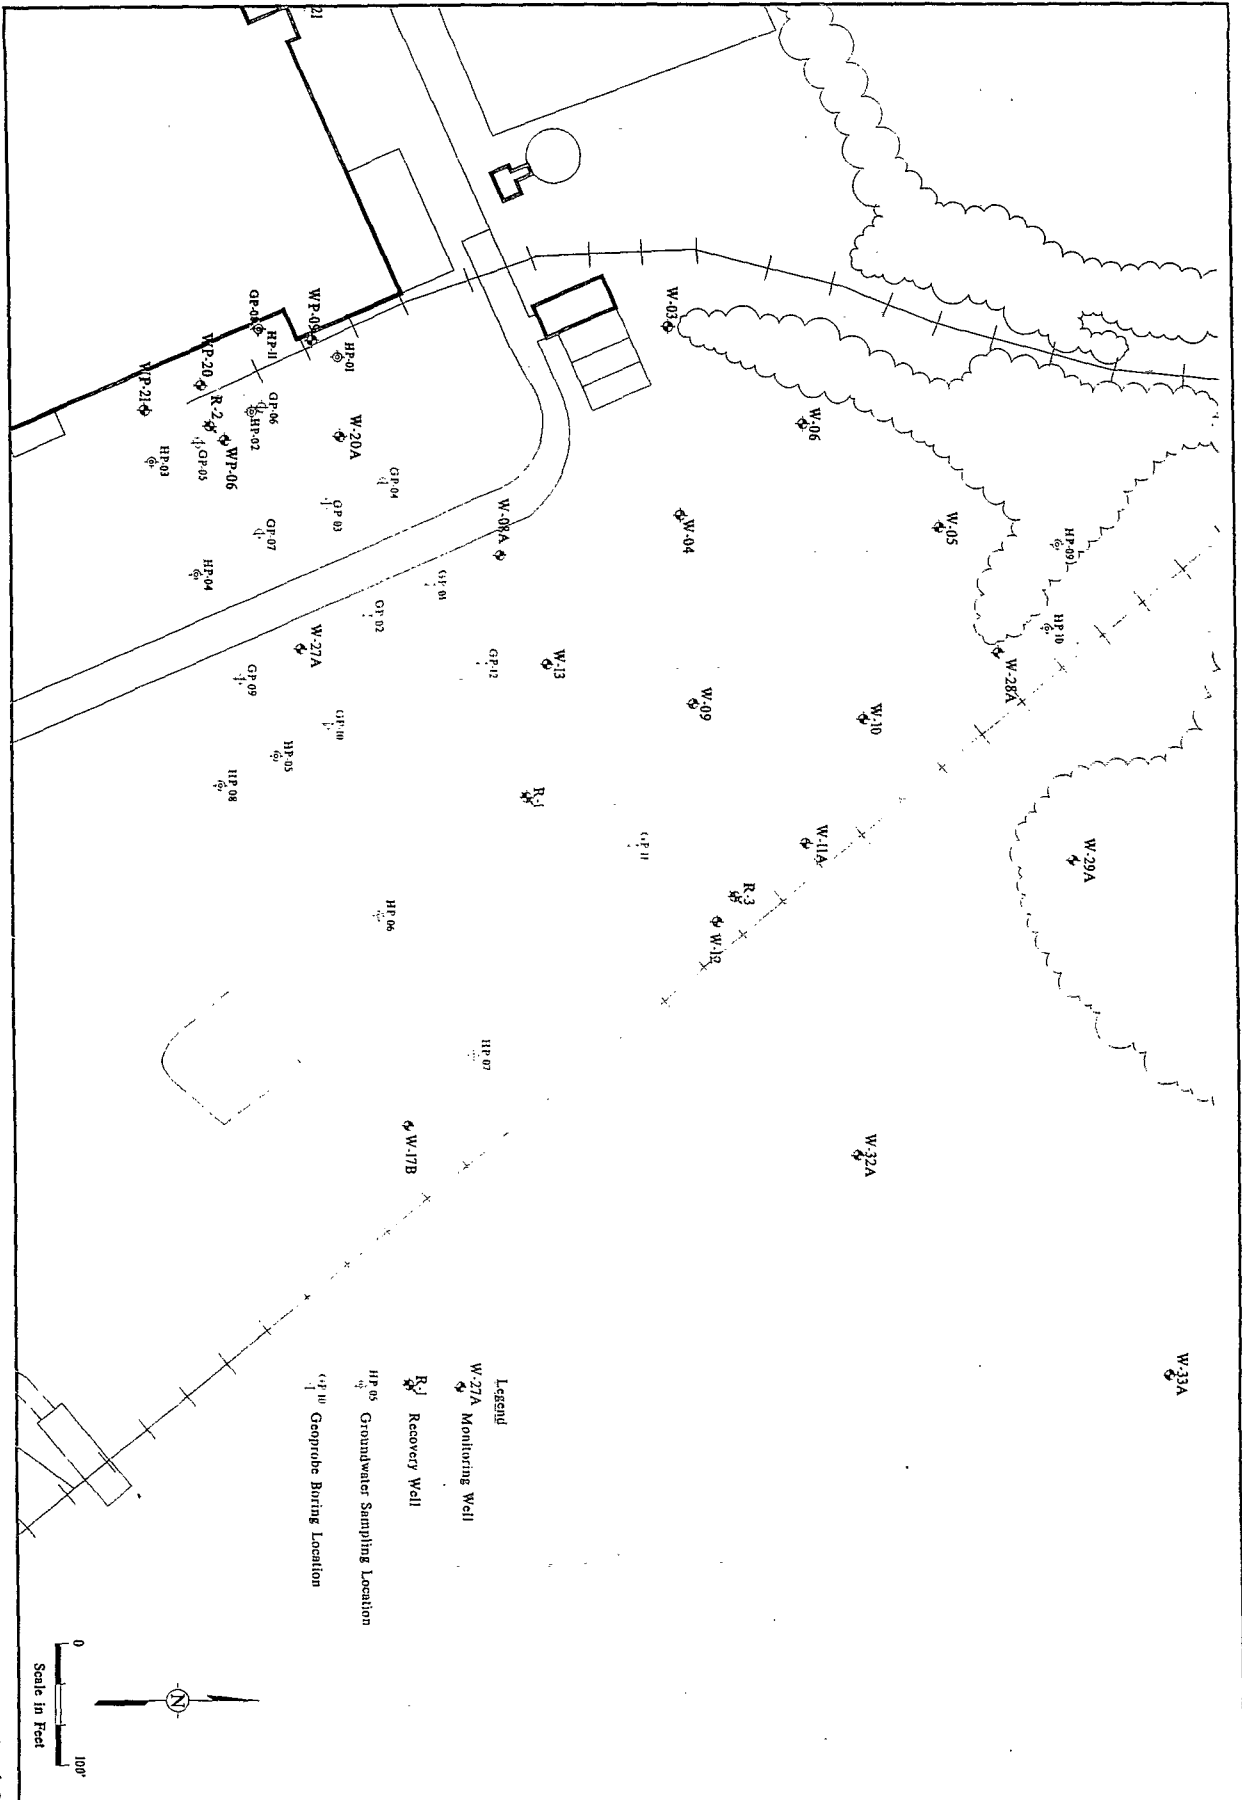 21
WP-09
GP-08
HP-11
HP-01
W-03
WP-20
WP-21
R-2
GP-06
HP-02
WP-06
GP-05
HP-03
W-20A
W-06
GP-04
GP 03
GP-07
W-08A
W-04
W-05
HP-09
HP-04
GP 01
GP 02
HP 10
W-27A
GP-12
W-13
W-28A
GP 09
W-09
W-10
GP-10
HP-05
HP 08
R-1
GP 11
W-11A
W-29A
R-3
W-12
HP 06
HP 07
W-17B
W-32A
W-33A
Legend
W-27A Monitoring Well
R-1 Recovery Well
HP 05 Groundwater Sampling Location
GP 10 Geoprobe Boring Location
N
0 100'
Scale in Feet